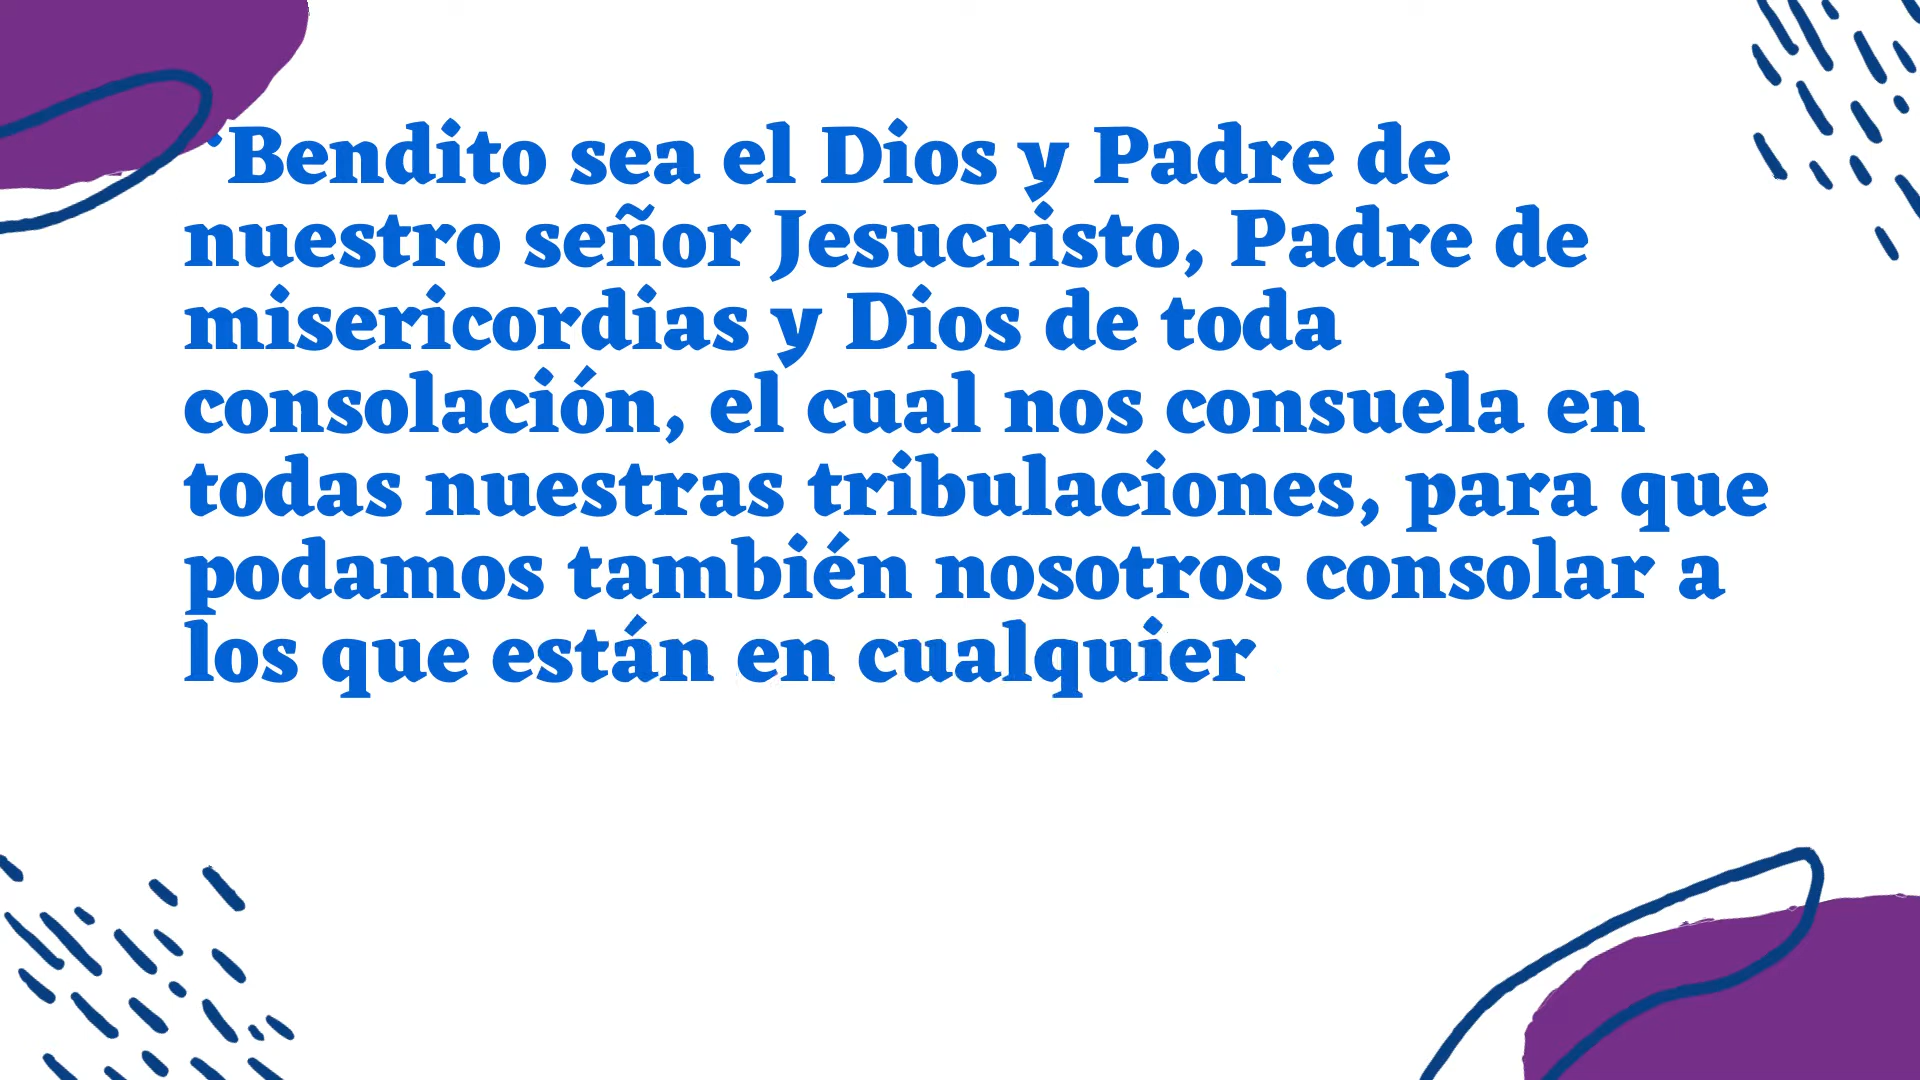 "Bendito sea el Dios y Padre de
nuestro señor Jesucristo, Padre de
misericordias y Dios de toda
consolación, el cual nos consuela en
todas nuestras tribulaciones, para que
podamos también nosotros consolar a
los que están en cualquier